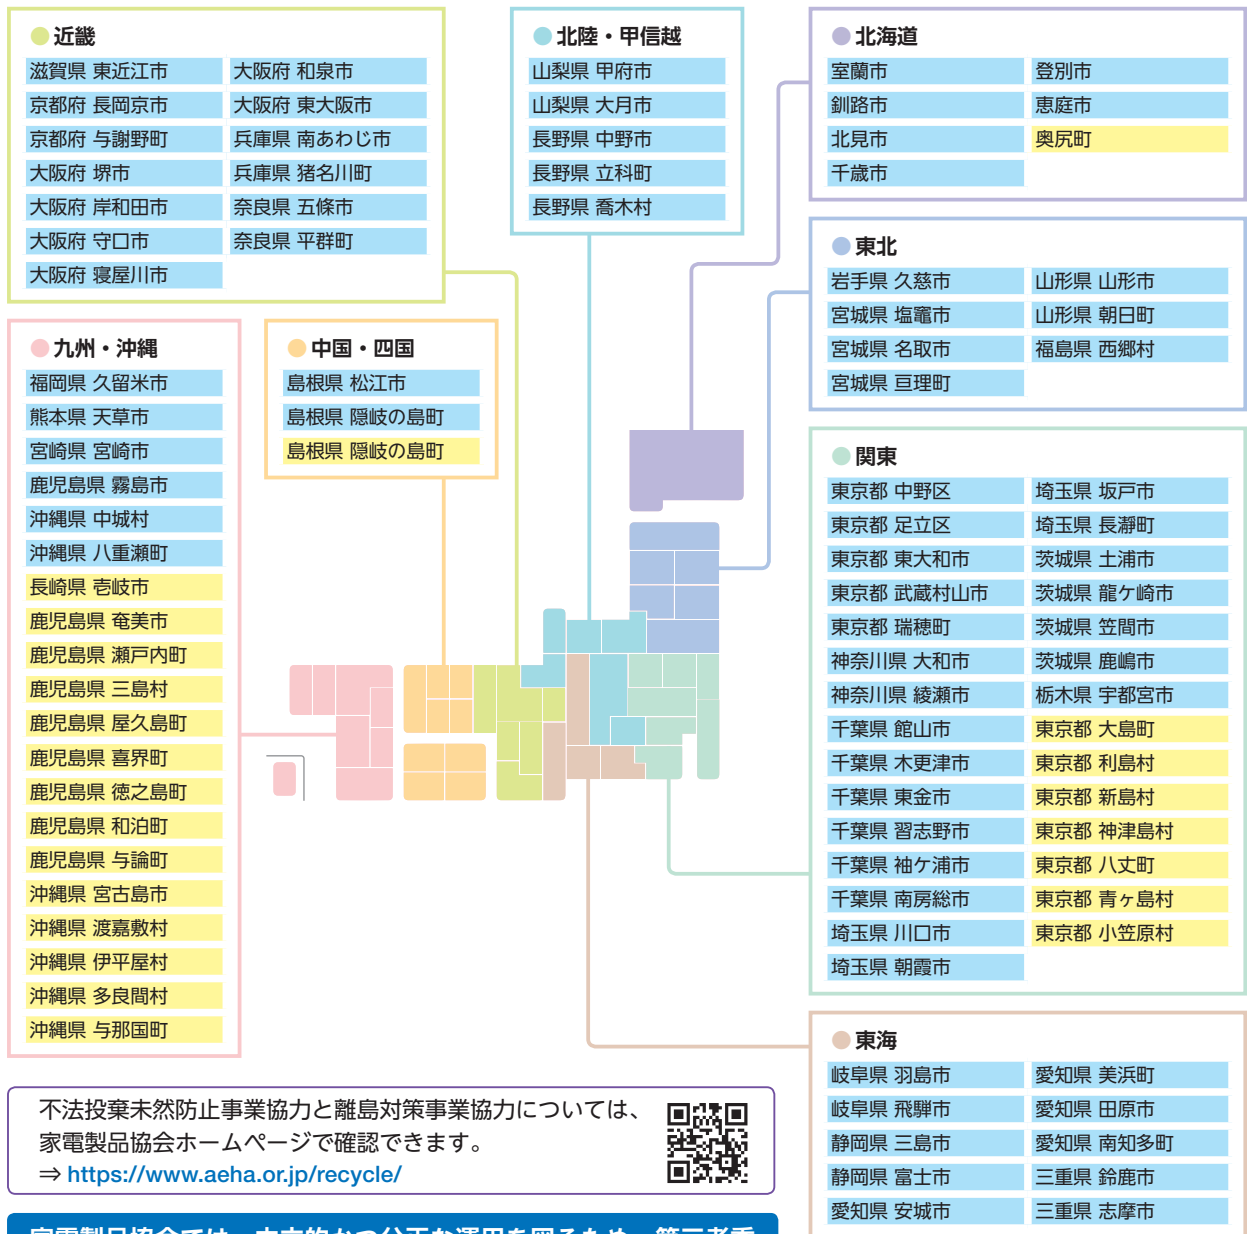 近畿
滋賀県 東近江市
京都府 長岡京市
京都府 与謝野町
大阪府 堺市
大阪府 岸和田市
大阪府 守口市
大阪府 寝屋川市
大阪府 和泉市
大阪府 東大阪市
兵庫県 南あわじ市
兵庫県 猪名川町
奈良県 五條市
奈良県 平群町
北陸・甲信越
山梨県 甲府市
山梨県 大月市
長野県 中野市
長野県 立科町
長野県 喬木村
北海道
室蘭市
釧路市
北見市
千歳市
登別市
恵庭市
奥尻町
東北
岩手県 久慈市
宮城県 塩竈市
宮城県 名取市
宮城県 亘理町
山形県 山形市
山形県 朝日町
福島県 西郷村
九州・沖縄
福岡県 久留米市
熊本県 天草市
宮崎県 宮崎市
鹿児島県 霧島市
沖縄県 中城村
沖縄県 八重瀬町
長崎県 壱岐市
鹿児島県 奄美市
鹿児島県 瀬戸内町
鹿児島県 三島村
鹿児島県 屋久島町
鹿児島県 喜界町
鹿児島県 徳之島町
鹿児島県 和泊町
鹿児島県 与論町
沖縄県 宮古島市
沖縄県 渡嘉敷村
沖縄県 伊平屋村
沖縄県 多良間村
沖縄県 与那国町
中国・四国
島根県 松江市
島根県 隠岐の島町
島根県 隠岐の島町
関東
東京都 中野区
東京都 足立区
東京都 東大和市
東京都 武蔵村山市
東京都 瑞穂町
神奈川県 大和市
神奈川県 綾瀬市
千葉県 館山市
千葉県 木更津市
千葉県 東金市
千葉県 習志野市
千葉県 袖ケ浦市
千葉県 南房総市
埼玉県 川口市
埼玉県 朝霞市
埼玉県 坂戸市
埼玉県 長瀞町
茨城県 土浦市
茨城県 龍ケ崎市
茨城県 笠間市
茨城県 鹿嶋市
栃木県 宇都宮市
東京都 大島町
東京都 利島村
東京都 新島村
東京都 神津島村
東京都 八丈町
東京都 青ヶ島村
東京都 小笠原村
東海
岐阜県 羽島市
岐阜県 飛騨市
静岡県 三島市
静岡県 富士市
愛知県 安城市
愛知県 美浜町
愛知県 田原市
愛知県 南知多町
三重県 鈴鹿市
三重県 志摩市
不法投棄未然防止事業協力と離島対策事業協力については、
家電製品協会ホームページで確認できます。
⇒ https://www.aeha.or.jp/recycle/
家電製品協会では、中立的かつ公正な運用を図るため、第三者委